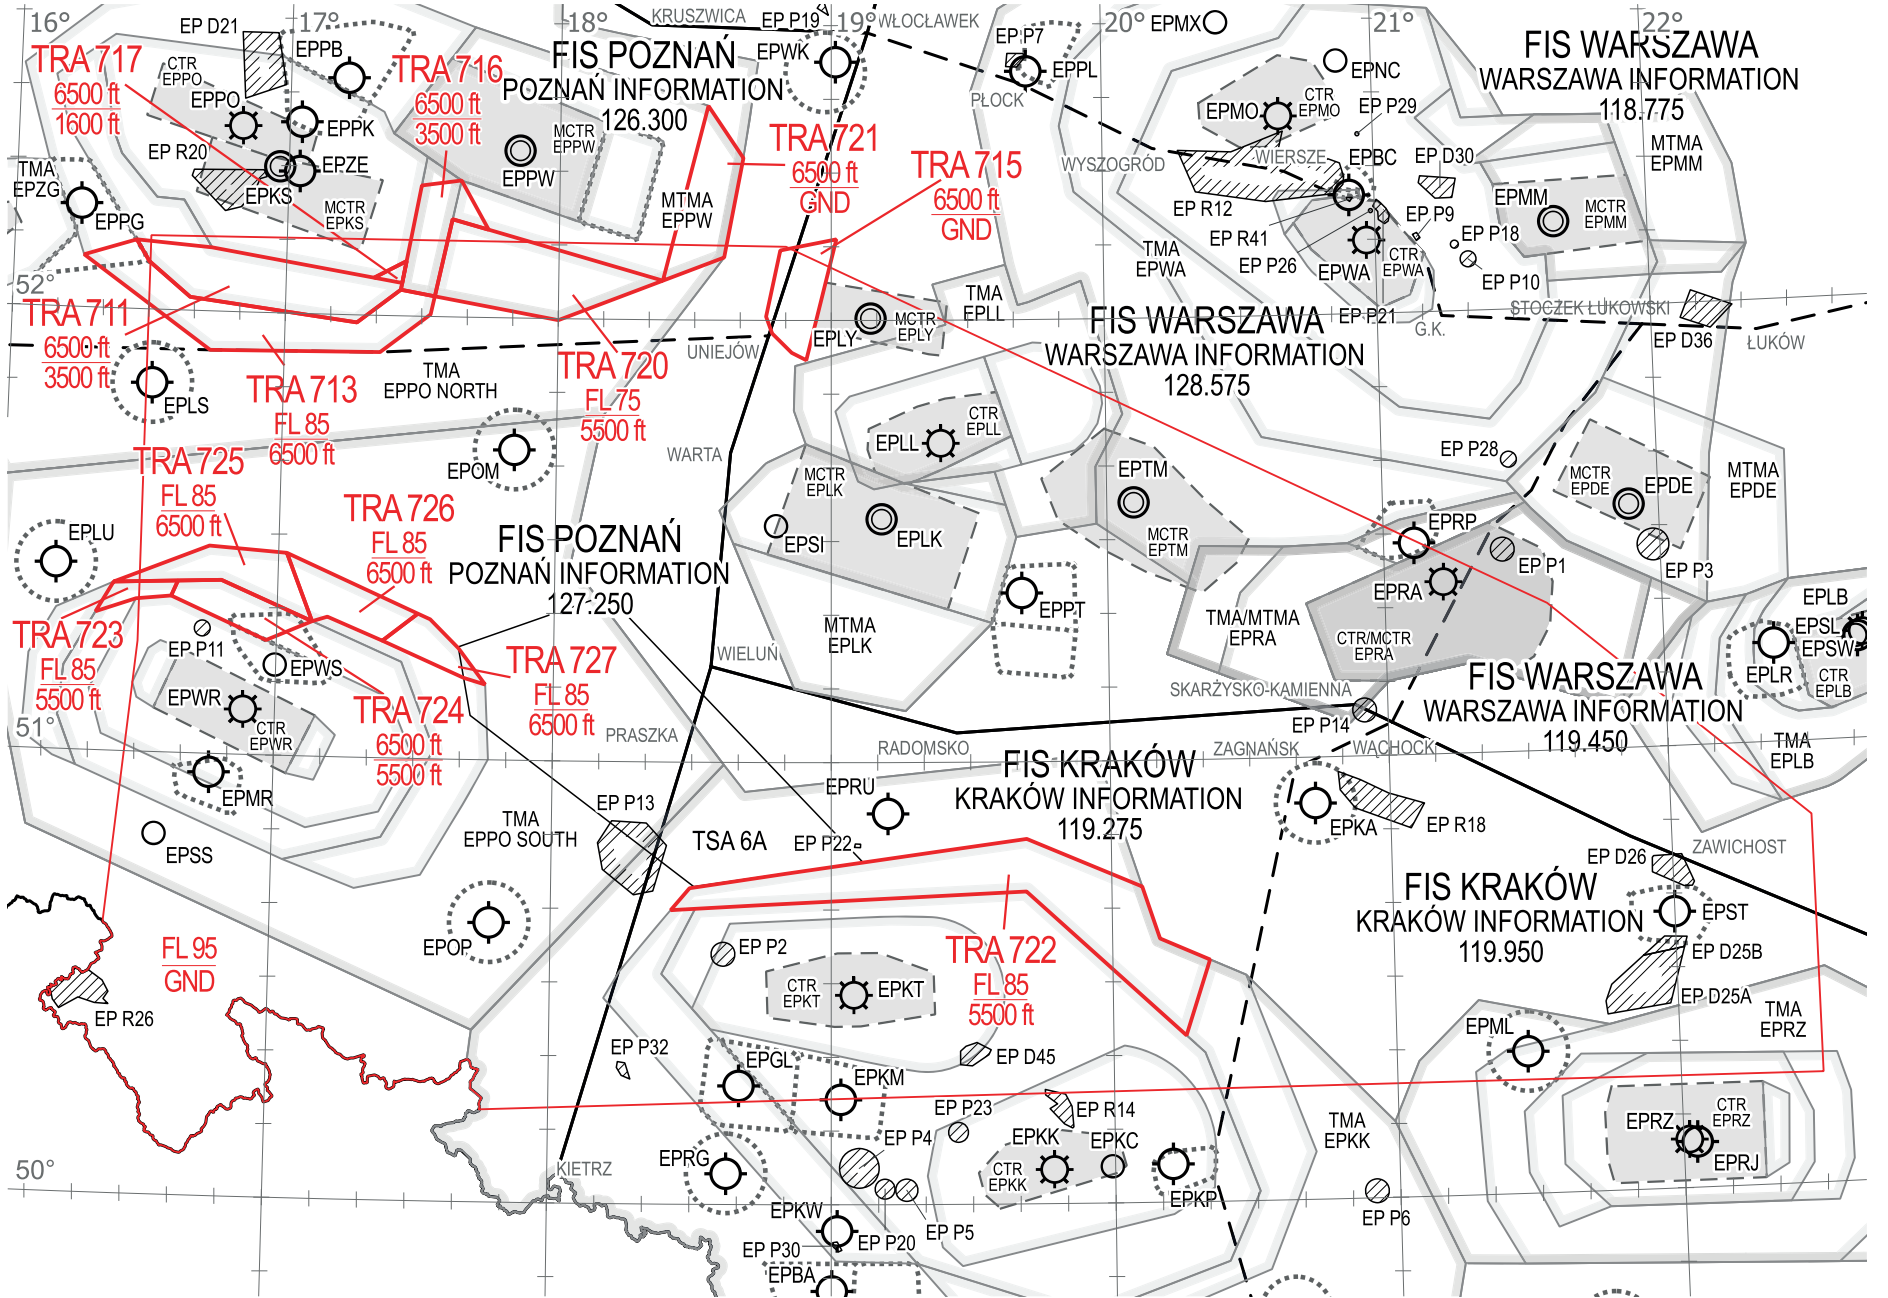 16°
EP D21
17°
EPPB
TRA 717
6500 ft
1600 ft
CTR
EPPO
EPPO
EPPK
EP R20
EPZE
EPKS
MCTR
EPKS
TMA
EPZG
EPPG
TRA 716
6500 ft
3500 ft
18°
KRUSZWICA
FIS POZNAŃ
POZNAŃ INFORMATION
126.300
MCTR
EPPW
EPPW
MTMA
EPPW
EP P19
19°
WŁOCŁAWEK
EPWK
TRA 721
6500 ft
GND
TRA 715
6500 ft
GND
EP P7
EPPL
PŁOCK
20°
EPMX
EPMO
CTR
EPMO
EPNC
21°
EP P29
WYSZOGRÓD
WIERSZE
EPBC
EP D30
EP R12
EP R41
EP P26
EPWA
CTR
EPWA
EP P9
EP P18
EP P10
EP P21
G.K.
TMA
EPWA
22°
FIS WARSZAWA
WARSZAWA INFORMATION
118.775
MTMA
EPMM
EPMM
MCTR
EPMM
STOCZEK ŁUKOWSKI
EP D36
ŁUKÓW
52°
TRA 711
6500 ft
3500 ft
EPLS
TRA 713
FL 85
6500 ft
TMA
EPPO NORTH
TRA 720
FL 75
5500 ft
UNIEJÓW
EPLY
MCTR
EPLY
TMA
EPLL
FIS WARSZAWA
WARSZAWA INFORMATION
128.575
TRA 725
FL 85
6500 ft
EPOM
WARTA
EPLL
CTR
EPLL
MCTR
EPLK
EPSI
EPLK
EPTM
MCTR
EPTM
EP P28
MCTR
EPDE
EPDE
MTMA
EPDE
EPLU
TRA 726
FL 85
6500 ft
FIS POZNAŃ
POZNAŃ INFORMATION
127.250
EPRP
EP P1
EP P3
EPRA
EPPT
TRA 723
FL 85
5500 ft
EP P11
EPWS
EPWR
CTR
EPWR
TRA 724
6500 ft
5500 ft
TRA 727
FL 85
6500 ft
MTMA
EPLK
WIELUŃ
TMA/MTMA
EPRA
CTR/MCTR
EPRA
EPLB
EPSL
EPSW
EPLR
CTR
EPLB
SKARŻYSKO-KAMIENNA
EP P14
FIS WARSZAWA
WARSZAWA INFORMATION
119.450
51°
EPMR
PRASZKA
RADOMSKO
ZAGNAŃSK
WĄCHOCK
TMA
EPLB
EPSS
TMA
EPPO SOUTH
EP P13
TSA 6A
EPRU
EP P22
FIS KRAKÓW
KRAKÓW INFORMATION
119.275
EPKA
EP R18
ZAWICHOST
EP D26
FIS KRAKÓW
KRAKÓW INFORMATION
119.950
EPST
EP D25B
EP D25A
FL 95
GND
EPOP
EP R26
EP P2
CTR
EPKT
EPKT
TRA 722
FL 85
5500 ft
TMA
EPRZ
EPML
EP P32
EPGL
EPKM
EP D45
EP P23
EP R14
EP P4
EPKK
EPKC
CTR
EPKK
TMA
EPKK
EPRZ
CTR
EPRZ
EPRJ
50°
KIETRZ
EPRG
EPKP
EP P6
EPKW
EP P5
EP P30
EP P20
EPBA